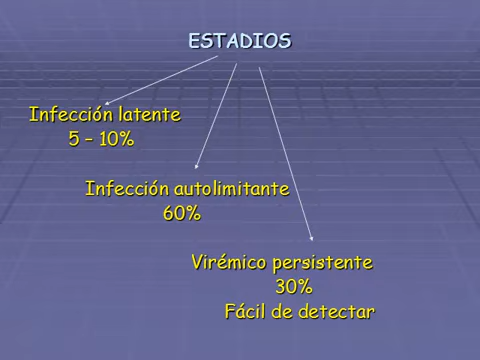 ESTADIOS
Infección latente
5 – 10%
Infección autolimitante
60%
Virémico persistente
30%
Fácil de detectar